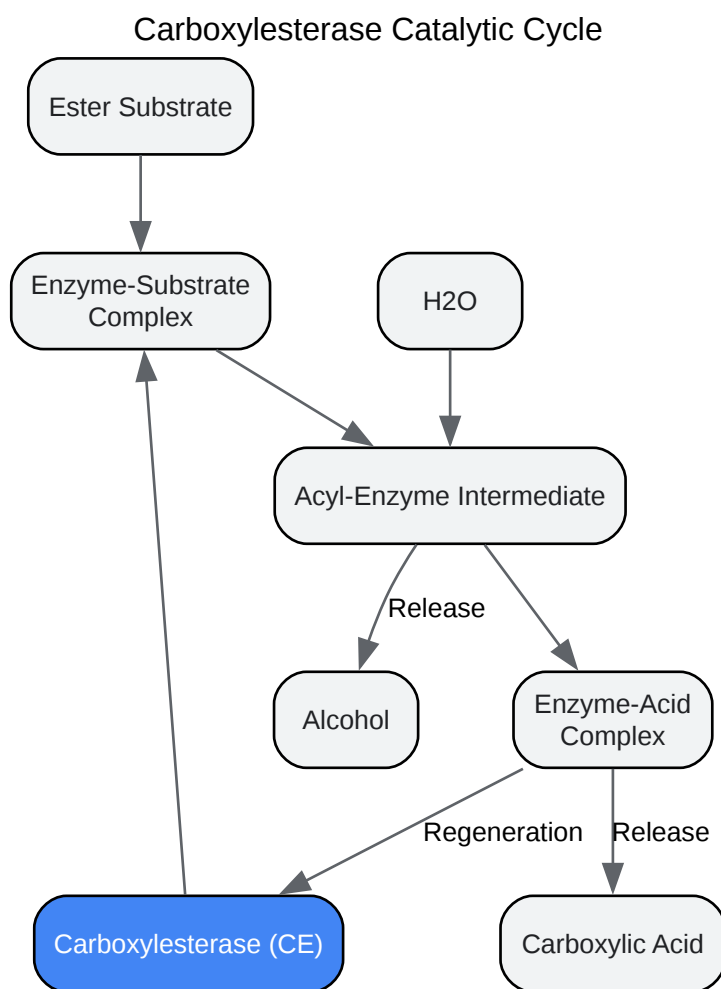 Carboxylesterase Catalytic Cycle
Ester Substrate
Enzyme-Substrate
Complex
H2O
Acyl-Enzyme Intermediate
Release
Alcohol
Enzyme-Acid
Complex
Regeneration
Release
Carboxylesterase (CE)
Carboxylic Acid